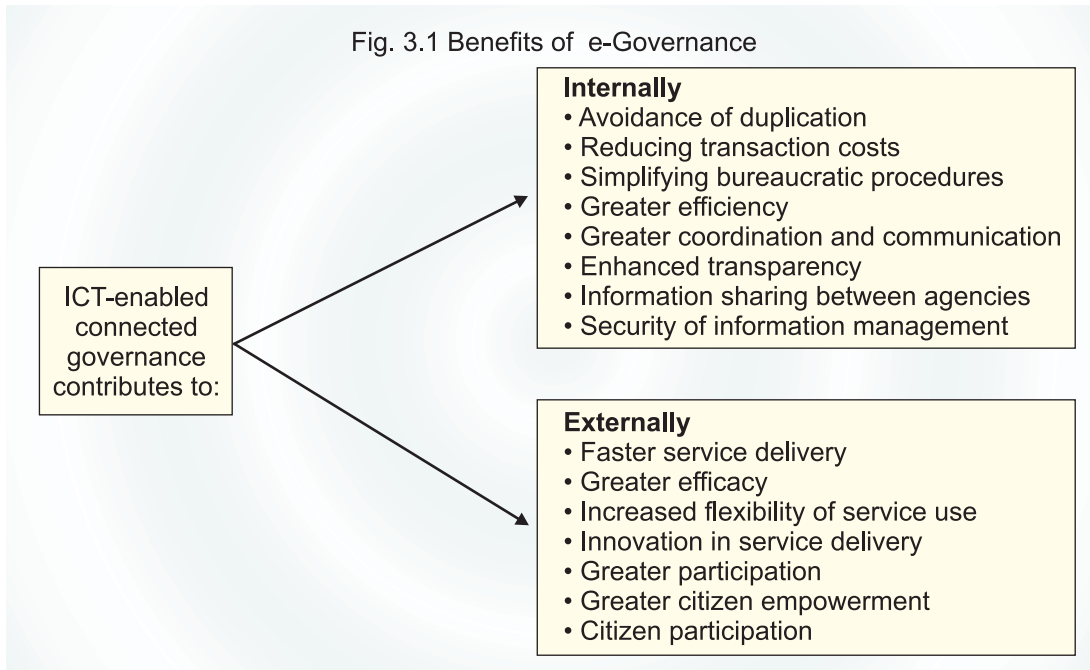 Fig. 3.1 Benefits of e-Governance
ICT-enabled
connected
governance
contributes to:
Internally
• Avoidance of duplication
• Reducing transaction costs
• Simplifying bureaucratic procedures
• Greater efficiency
• Greater coordination and communication
• Enhanced transparency
• Information sharing between agencies
• Security of information management
Externally
• Faster service delivery
• Greater efficacy
• Increased flexibility of service use
• Innovation in service delivery
• Greater participation
• Greater citizen empowerment
• Citizen participation